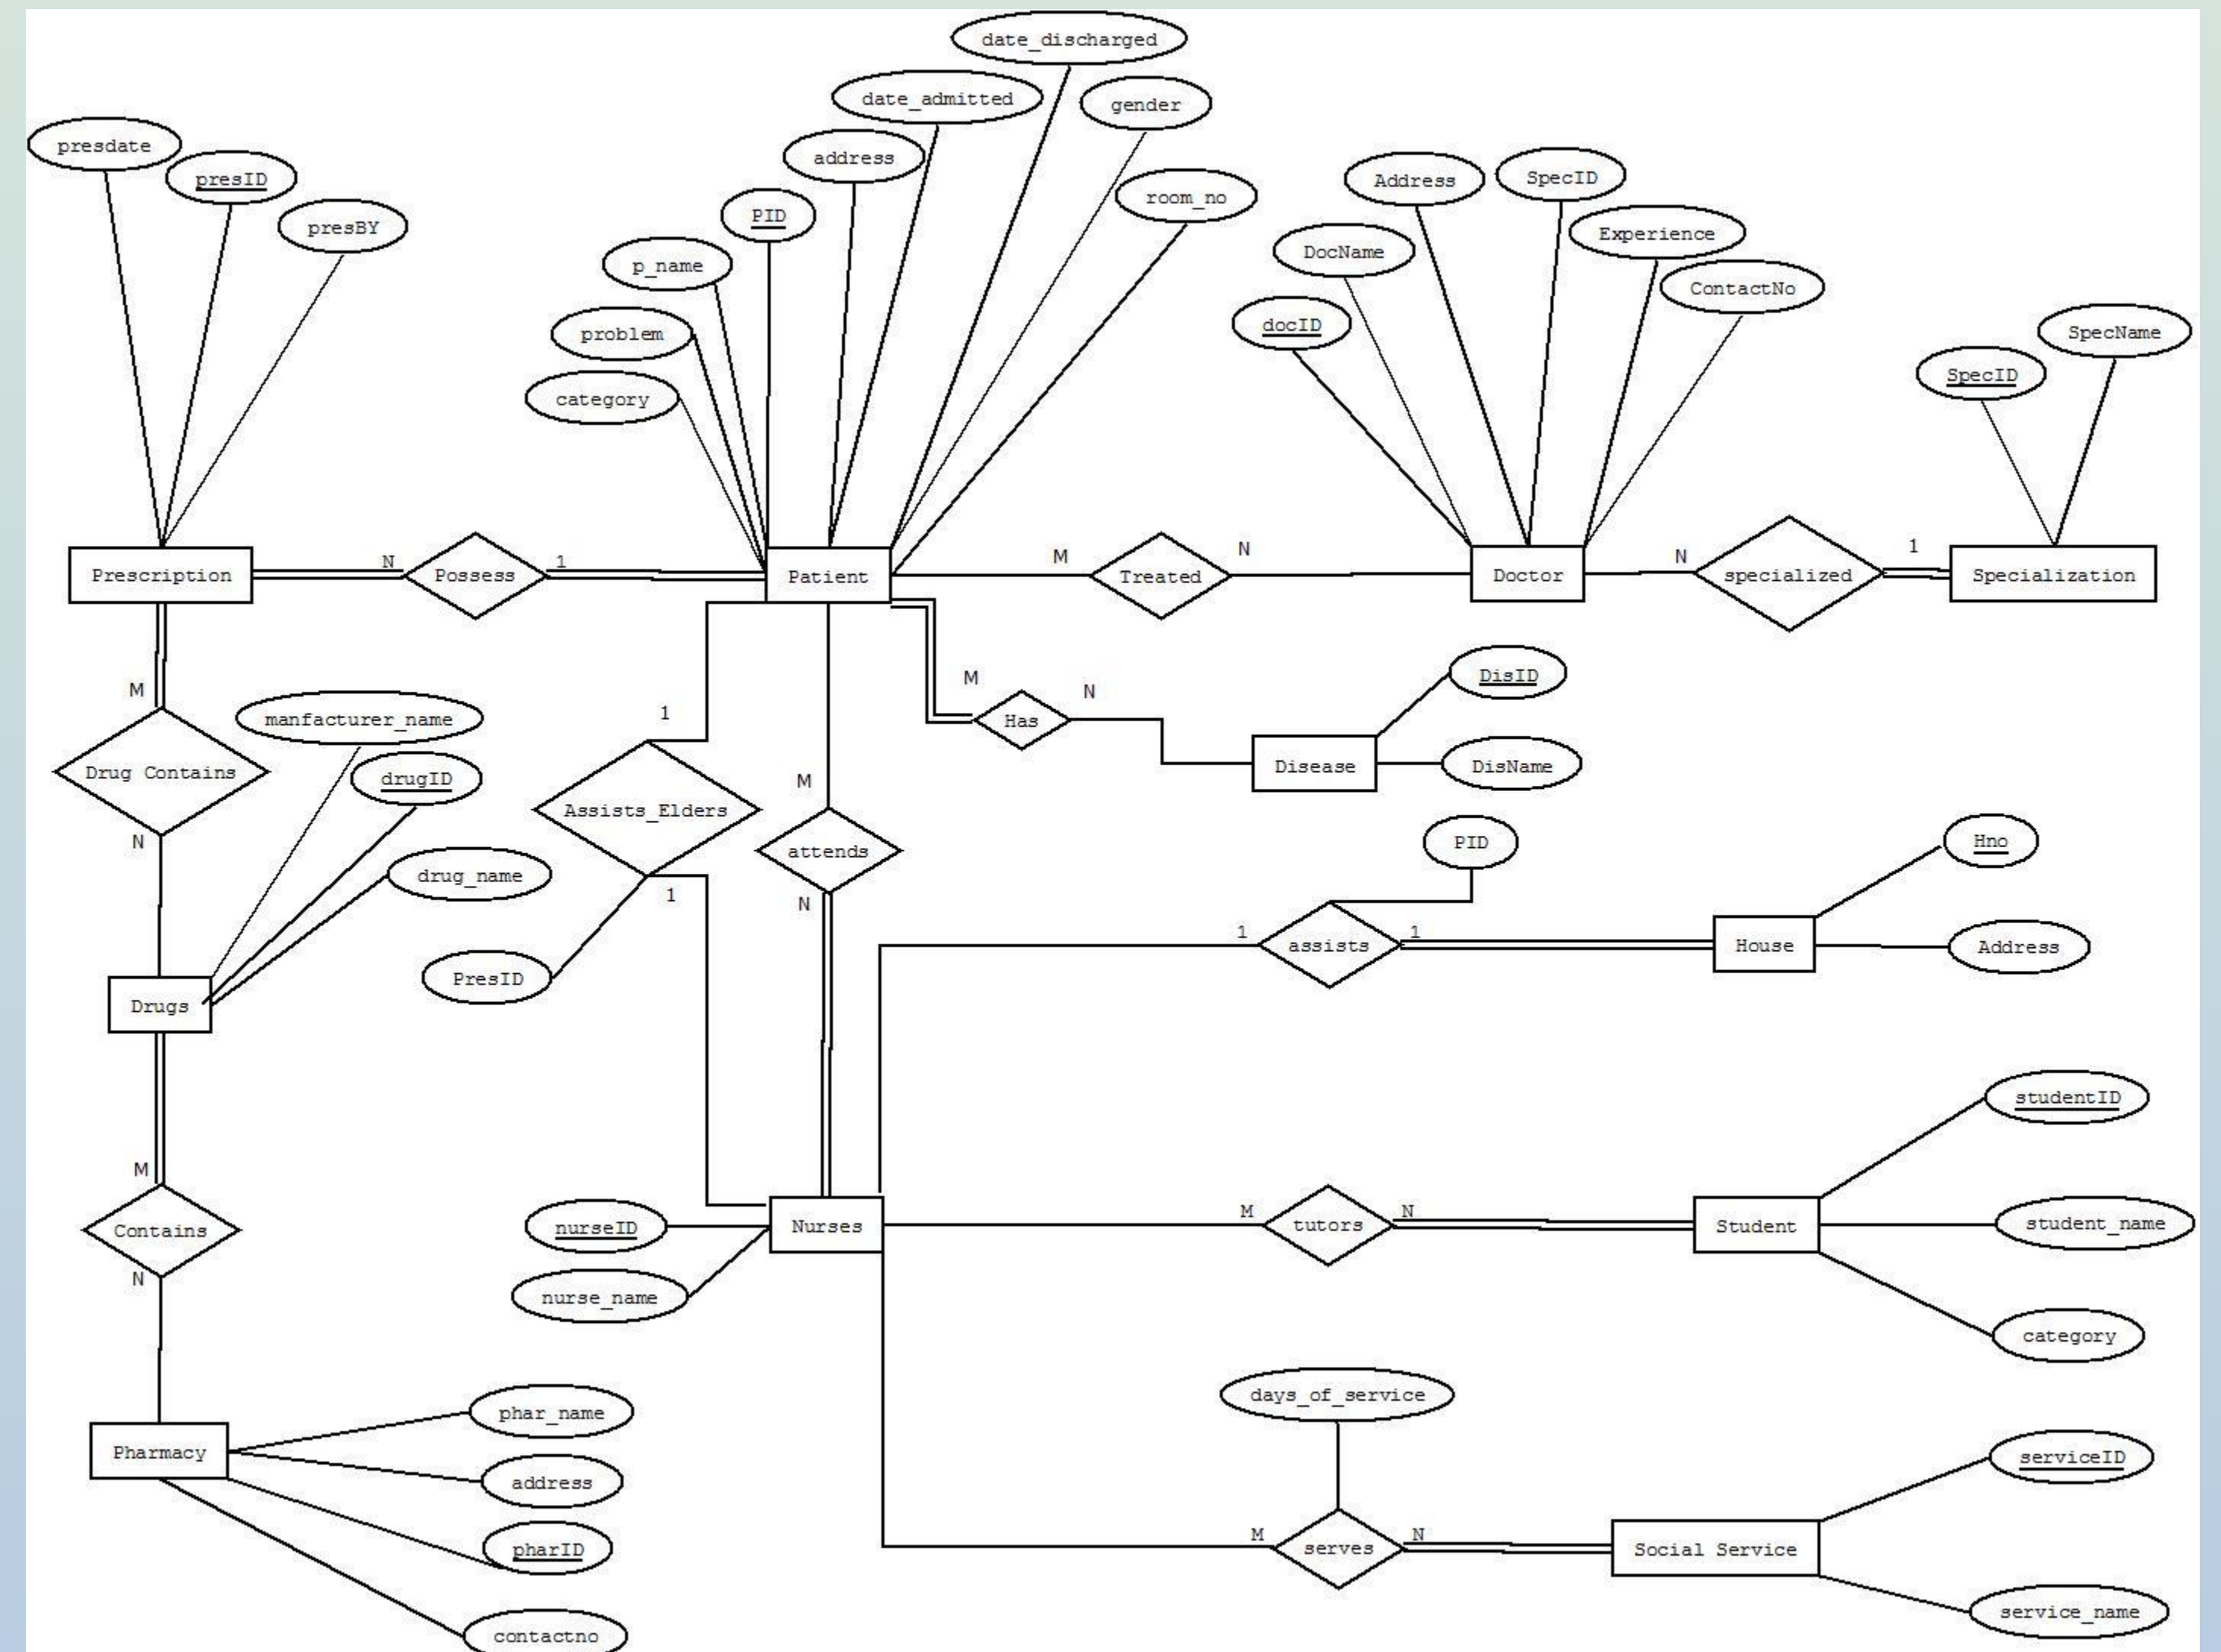 date_discharged
date_admitted
gender
presdate
presID
address
Address
SpecID
presBY
PID
room_no
DocName
Experience
p_name
ContactNo
problem
docID
SpecName
category
SpecID
Prescription
N
Possess
1
Patient
M
Treated
N
Doctor
N
specialized
1
Specialization
M
manfacturer_name
1
M
Has
N
DisID
Drug Contains
drugID
Disease
DisName
N
Assists_Elders
M
attends
PID
Hno
drug_name
1
N
PresID
1
assists
1
House
Address
Drugs
studentID
M
Contains
nurseID
Nurses
M
tutors
N
Student
student_name
N
nurse_name
category
days_of_service
phar_name
Pharmacy
address
serviceID
pharID
M
serves
N
Social Service
contactno
service_name